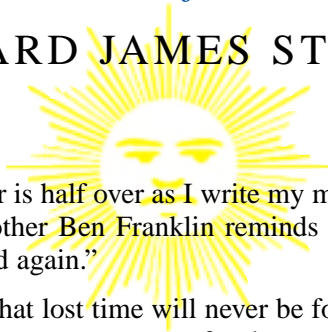 ARD JAMES ST
r is half over as I write my m
other Ben Franklin reminds
d again.”
hat lost time will never be fo